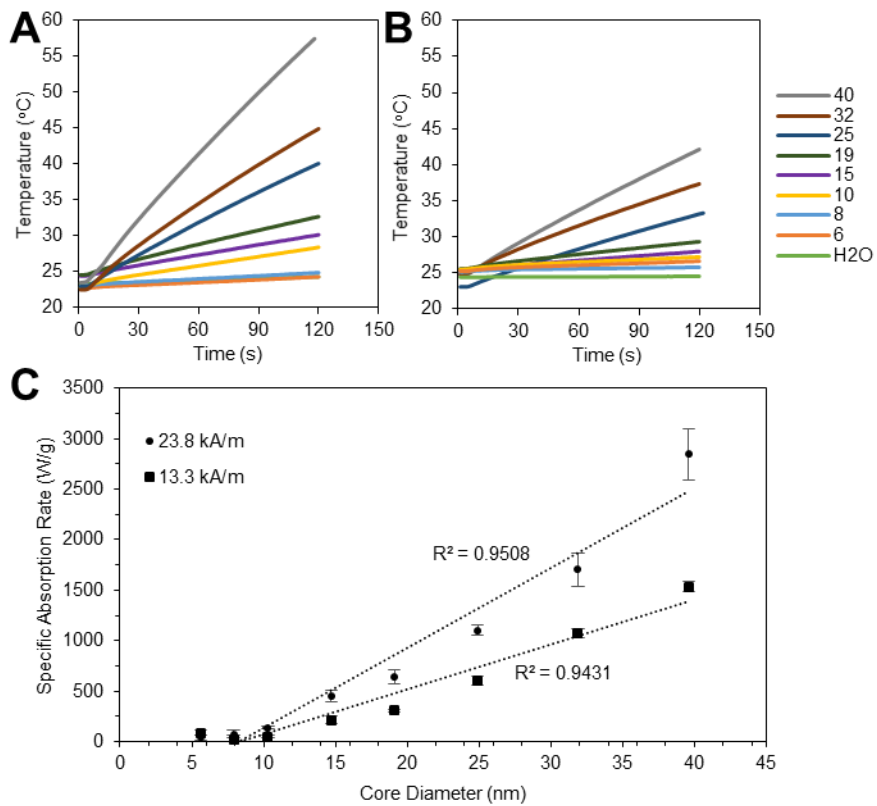 A
60
55
50
45
40
35
30
25
20
Temperature (°C)
0 30 60 90 120 150
Time (s)
B
60
55
50
45
40
35
30
25
20
Temperature (°C)
0 30 60 90 120 150
Time (s)
40
32
25
19
15
10
8
6
H2O
C
3500
3000
2500
2000
1500
1000
500
0
Specific Absorption Rate (W/g)
23.8 kA/m
13.3 kA/m
R² = 0.9508
R² = 0.9431
0 5 10 15 20 25 30 35 40 45
Core Diameter (nm)